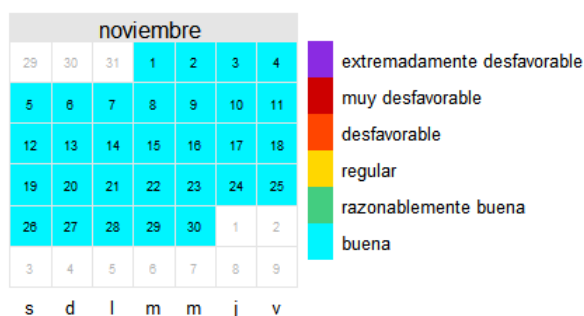 noviembre
29 30 31 1 2 3 4
5 6 7 8 9 10 11
12 13 14 15 16 17 18
19 20 21 22 23 24 25
26 27 28 29 30 1 2
3 4 5 6 7 8 9
s d l m m j v
extremadamente desfavorable
muy desfavorable
desfavorable
regular
razonablemente buena
buena